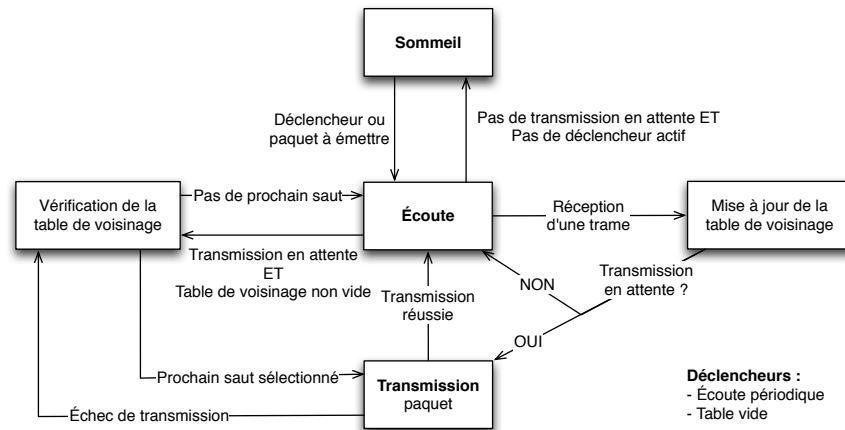 Sommeil
Déclencheur ou
paquet à émettre
Pas de transmission en attente ET
Pas de déclencheur actif
Vérification de la
table de voisinage
Pas de prochain saut
Écoute
Réception
d'une trame
Mise à jour de la
table de voisinage
Transmission en attente
ET
Table de voisinage non vide
Transmission
réussie
NON
Transmission
en attente ?
OUI
Prochain saut sélectionné
Transmission
paquet
Échec de transmission
Déclencheurs :
- Écoute périodique
- Table vide